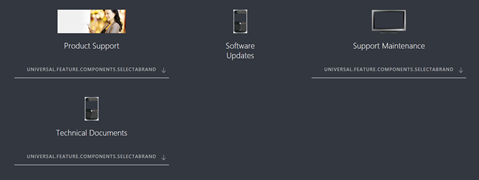 Product Support
Software
Updates
Support Maintenance
UNIVERSAL.FEATURE.COMPONENTS.SELECTABRAND
UNIVERSAL.FEATURE.COMPONENTS.SELECTABRAND
Technical Documents
UNIVERSAL.FEATURE.COMPONENTS.SELECTABRAND